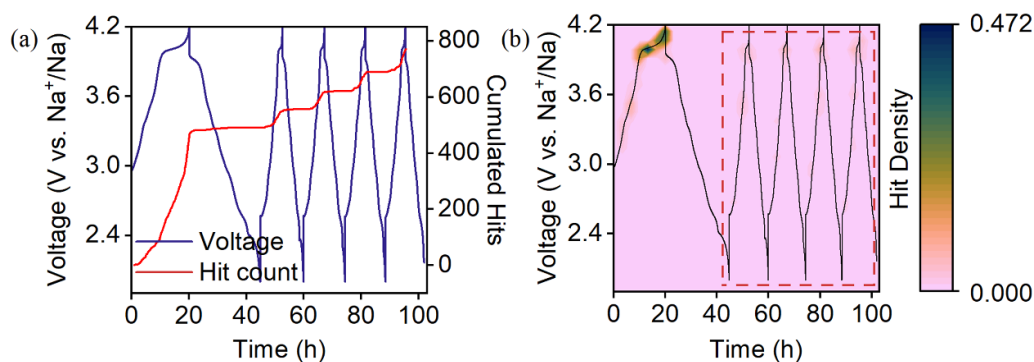 (a)
Voltage (V vs. Na⁺/Na)
4.2
3.6
3.0
2.4
Voltage
Hit count
800
600
400
200
0
Cumulated Hits
0 20 40 60 80 100
Time (h)
(b)
Voltage (V vs. Na⁺/Na)
4.2
3.6
3.0
2.4
0 20 40 60 80 100
Time (h)
0.472
Hit Density
0.000